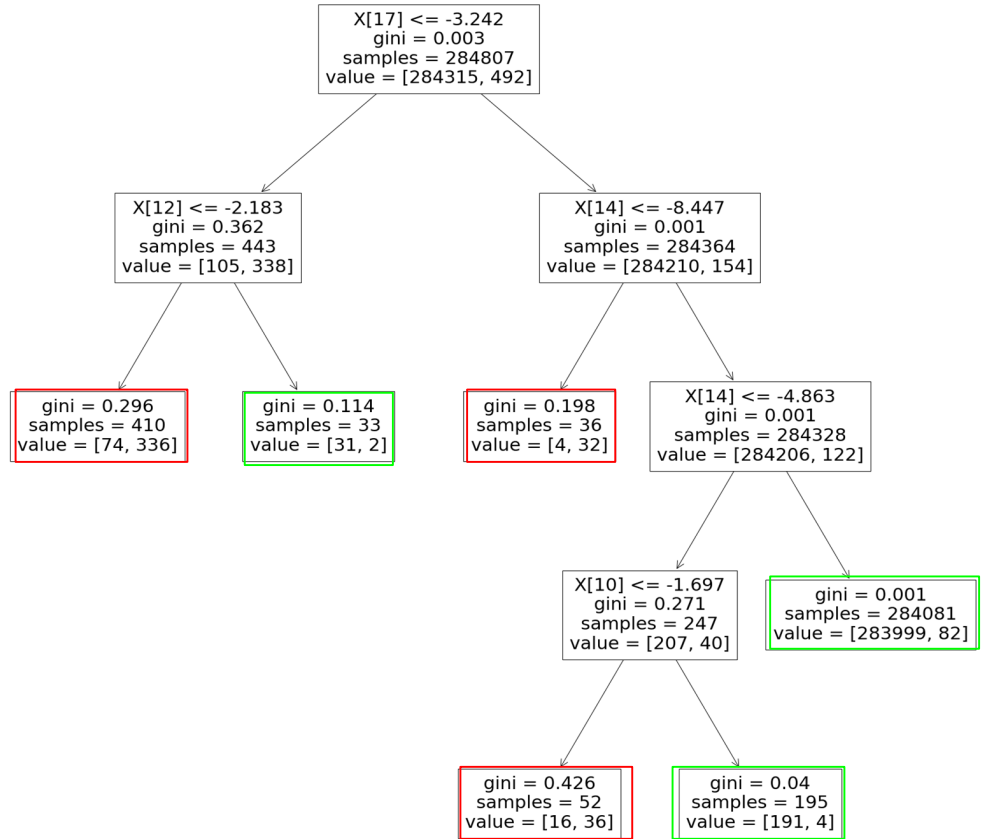 X[17] <= -3.242
gini = 0.003
samples = 284807
value = [284315, 492]
X[12] <= -2.183
gini = 0.362
samples = 443
value = [105, 338]
X[14] <= -8.447
gini = 0.001
samples = 284364
value = [284210, 154]
gini = 0.296
samples = 410
value = [74, 336]
gini = 0.114
samples = 33
value = [31, 2]
gini = 0.198
samples = 36
value = [4, 32]
X[14] <= -4.863
gini = 0.001
samples = 284328
value = [284206, 122]
X[10] <= -1.697
gini = 0.271
samples = 247
value = [207, 40]
gini = 0.001
samples = 284081
value = [283999, 82]
gini = 0.426
samples = 52
value = [16, 36]
gini = 0.04
samples = 195
value = [191, 4]